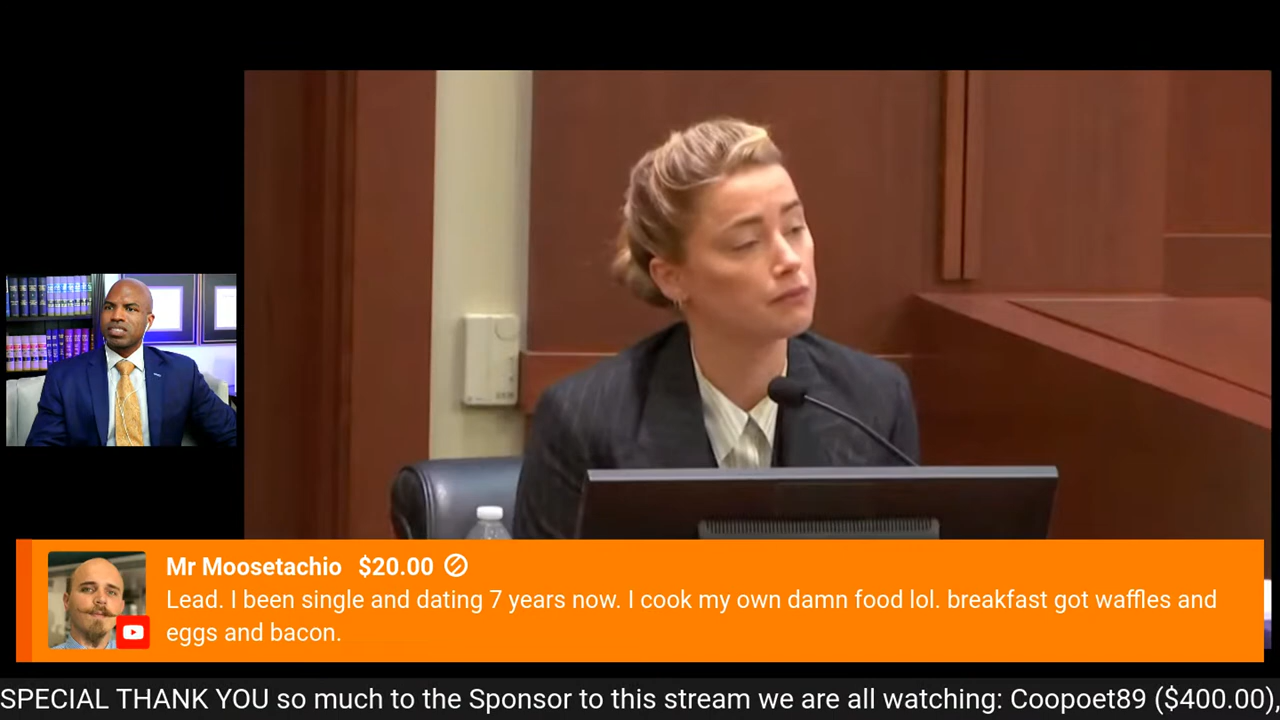 Mr Moosetachio $20.00
Lead. I been single and dating 7 years now. I cook my own damn food lol. breakfast got waffles and
eggs and bacon.
SPECIAL THANK YOU so much to the Sponsor to this stream we are all watching: Coopoet89 ($400.00),